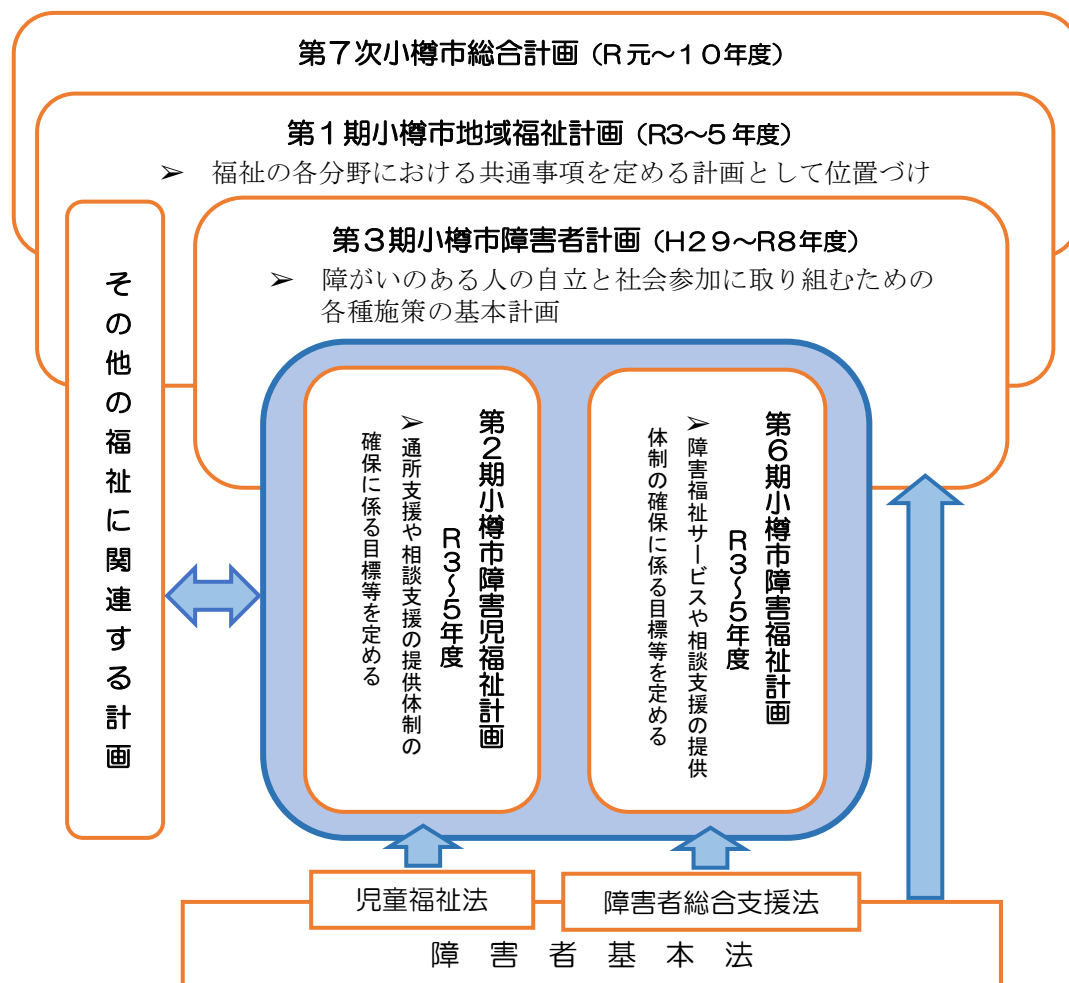 第7次小樽市総合計画（R元～１０年度）
第１期小樽市地域福祉計画（R3～5年度）
➢ 福祉の各分野における共通事項を定める計画として位置づけ
第３期小樽市障害者計画（H２９～R８年度）
➢ 障がいのある人の自立と社会参加に取り組むための
各種施策の基本計画
その他の福祉に関連する計画
第６期小樽市障害福祉計画
R３～５年度
➢障害福祉サービスや相談支援の提供
体制の確保に係る目標等を定める
第２期小樽市障害児福祉計画
R３～５年度
➢通所支援や相談支援の提供体制の
確保に係る目標等を定める
児童福祉法
障害者総合支援法
障害者基本法